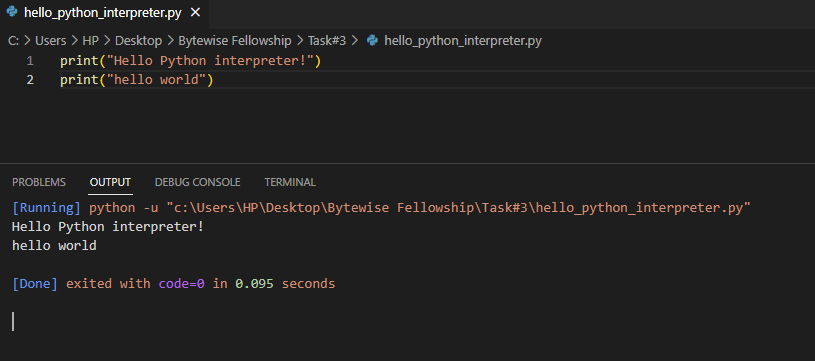 hello_python_interpreter.py ×
C: > Users > HP > Desktop > Bytewise Fellowship > Task#3 > hello_python_interpreter.py
1 print("Hello Python interpreter!")
2 print("hello world")
PROBLEMS OUTPUT DEBUG CONSOLE TERMINAL
[Running] python -u "c:\Users\HP\Desktop\Bytewise Fellowship\Task#3\hello_python_interpreter.py"
Hello Python interpreter!
hello world
[Done] exited with code=0 in 0.095 seconds